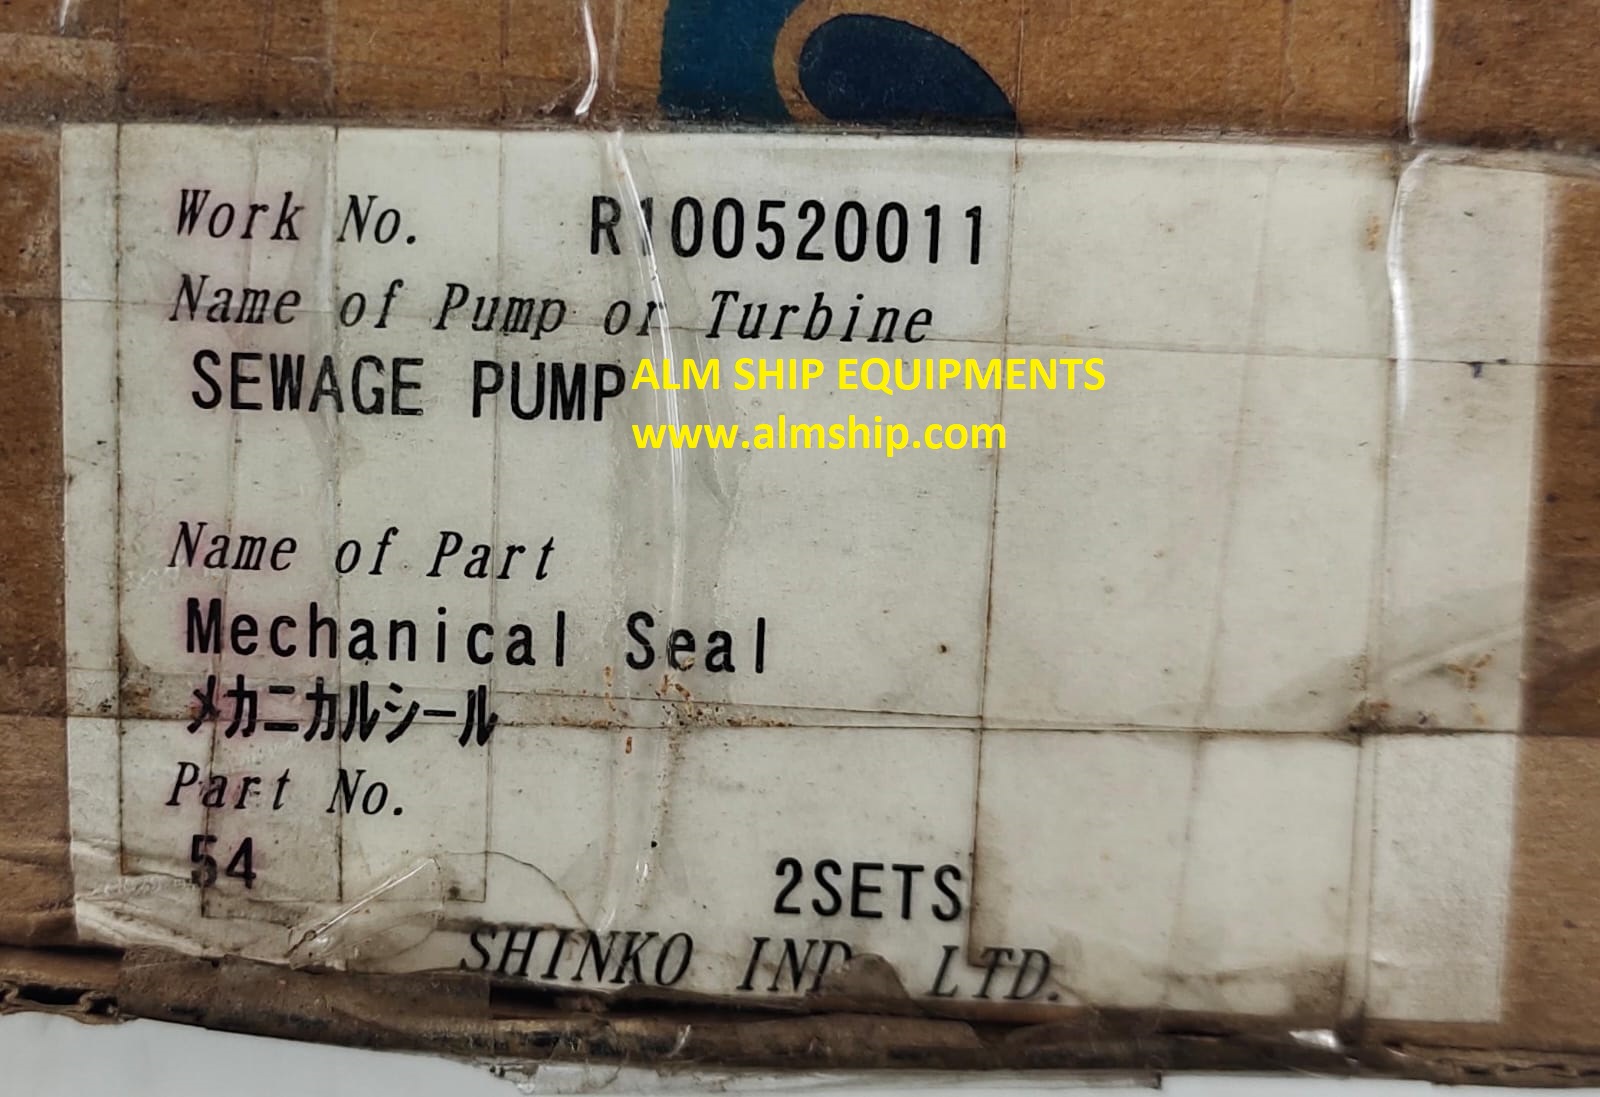 Work No. R100520011
Name of Pump or Turbine
SEWAGE PUMP
ALM SHIP EQUIPMENTS
www.almship.com
Name of Part
Mechanical Seal
メカニカルシール
Part No.
54 2SETS
SHINKO IND. LTD.